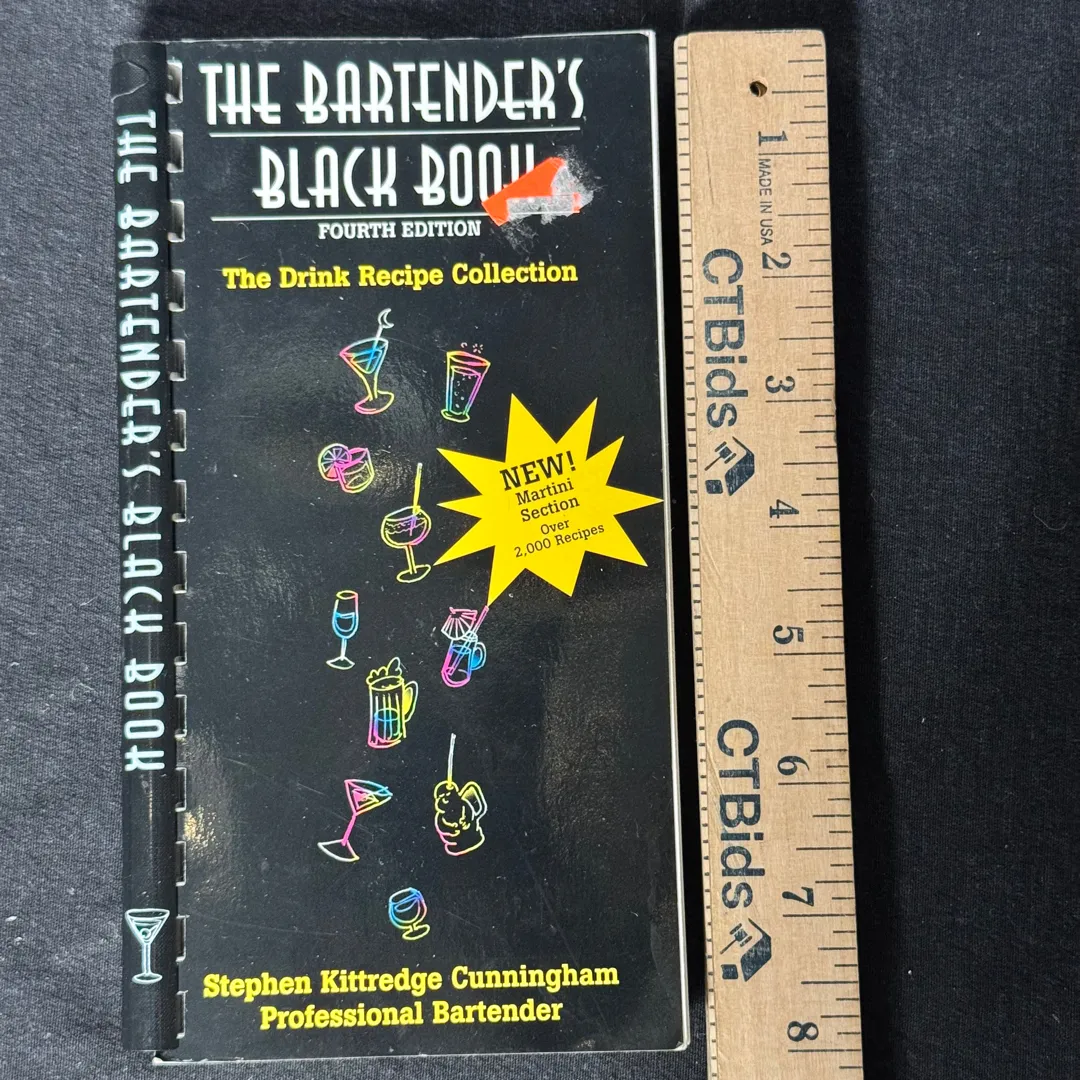 THE BARTENDER'S
BLACK BOOK
FOURTH EDITION
The Drink Recipe Collection
NEW!
Martini
Section
Over
2,000 Recipes
Stephen Kittredge Cunningham
Professional Bartender
THE BARTENDER'S BLACK BOOK
1
MADE IN USA
2
CTBids
3
4
5
6
CTBids
7
8